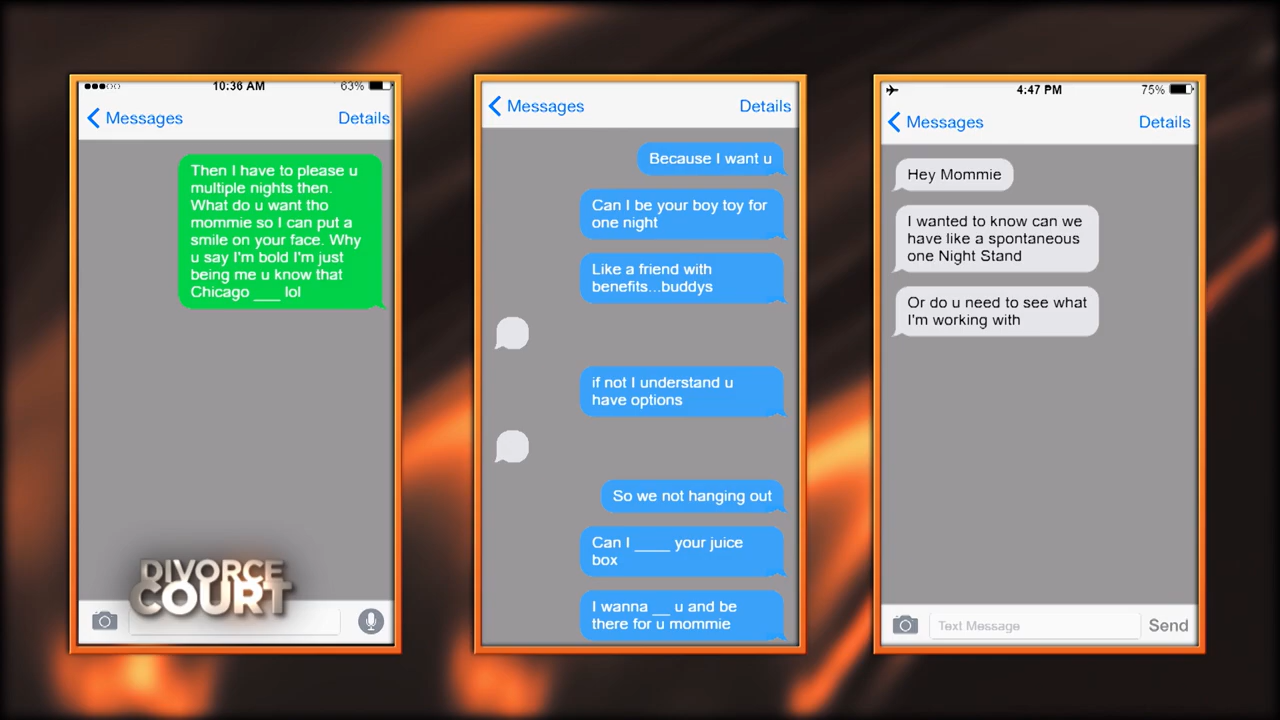 10:36 AM
63%
Messages
Details
Then I have to please u
multiple nights then.
What do u want tho
mommie so I can put a
smile on your face. Why
u say I'm bold I'm just
being me u know that
Chicago ___ lol
DIVORCE
COURT
Messages
Details
Because I want u
Can I be your boy toy for
one night
Like a friend with
benefits...buddys
if not I understand u
have options
So we not hanging out
Can I ____ your juice
box
I wanna __ u and be
there for u mommie
4:47 PM
75%
Messages
Details
Hey Mommie
I wanted to know can we
have like a spontaneous
one Night Stand
Or do u need to see what
I'm working with
Text Message
Send